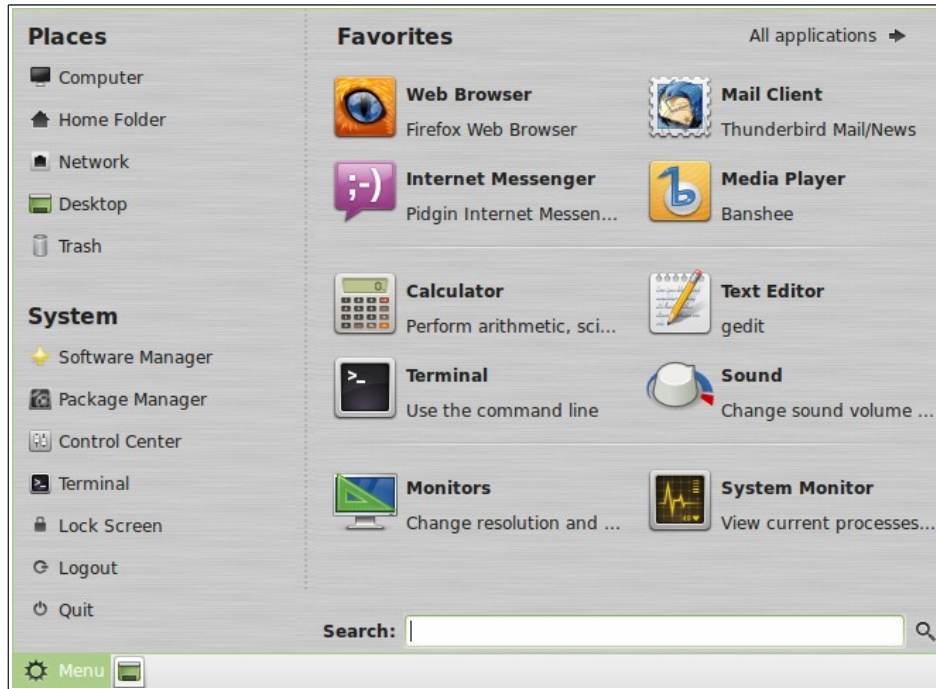 Places
Computer
Home Folder
Network
Desktop
Trash
System
Software Manager
Package Manager
Control Center
Terminal
Lock Screen
Logout
Quit
Favorites
All applications
Web Browser
Firefox Web Browser
Mail Client
Thunderbird Mail/News
;-)
Internet Messenger
Pidgin Internet Messen...
Media Player
Banshee
0
Calculator
Perform arithmetic, sci...
Text Editor
gedit
>_
Terminal
Use the command line
Sound
Change sound volume ...
Monitors
Change resolution and ...
System Monitor
View current processes...
Search:
Menu